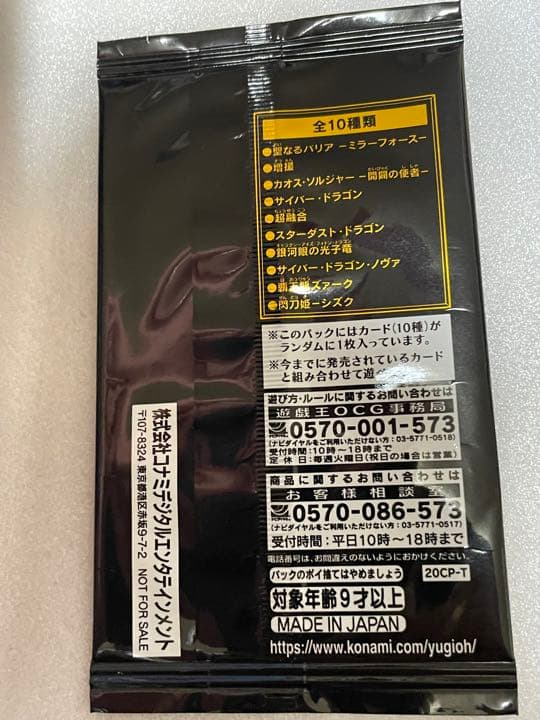 全10種類
●聖なるバリア －ミラーフォース－
●増援
●カオス・ソルジャー －開闢の使者－
●サイバー・ドラゴン
●超融合
●スターダスト・ドラゴン
●銀河眼の光子竜
●サイバー・ドラゴン・ノヴァ
●覇王龍ズァーク
●閃刀姫－シズク
※このパックにはカード(10種)が
ランダムに1枚入っています。
※今までに発売されているカード
と組み合わせて遊べ
遊び方・ルールに関するお問い合わせは
遊戯王OCG事務局
0570-001-573
(ナビダイヤルをご利用いただけない方：03-5771-0518)
受付時間：10時～18時まで
定休日：毎週火曜日(祝日の場合は営業)
商品に関するお問い合わせは
お客様相談室
0570-086-573
(ナビダイヤルをご利用いただけない方：03-5771-0517)
受付時間：平日10時～18時まで
電話番号は、お間違えのないようにおかけください。
パックのポイ捨てはやめましょう
20CP-T
対象年齢9才以上
MADE IN JAPAN
https://www.konami.com/yugioh/
株式会社コナミデジタルエンタテインメント
〒107-8324 東京都港区赤坂9-7-2 NOT FOR SALE